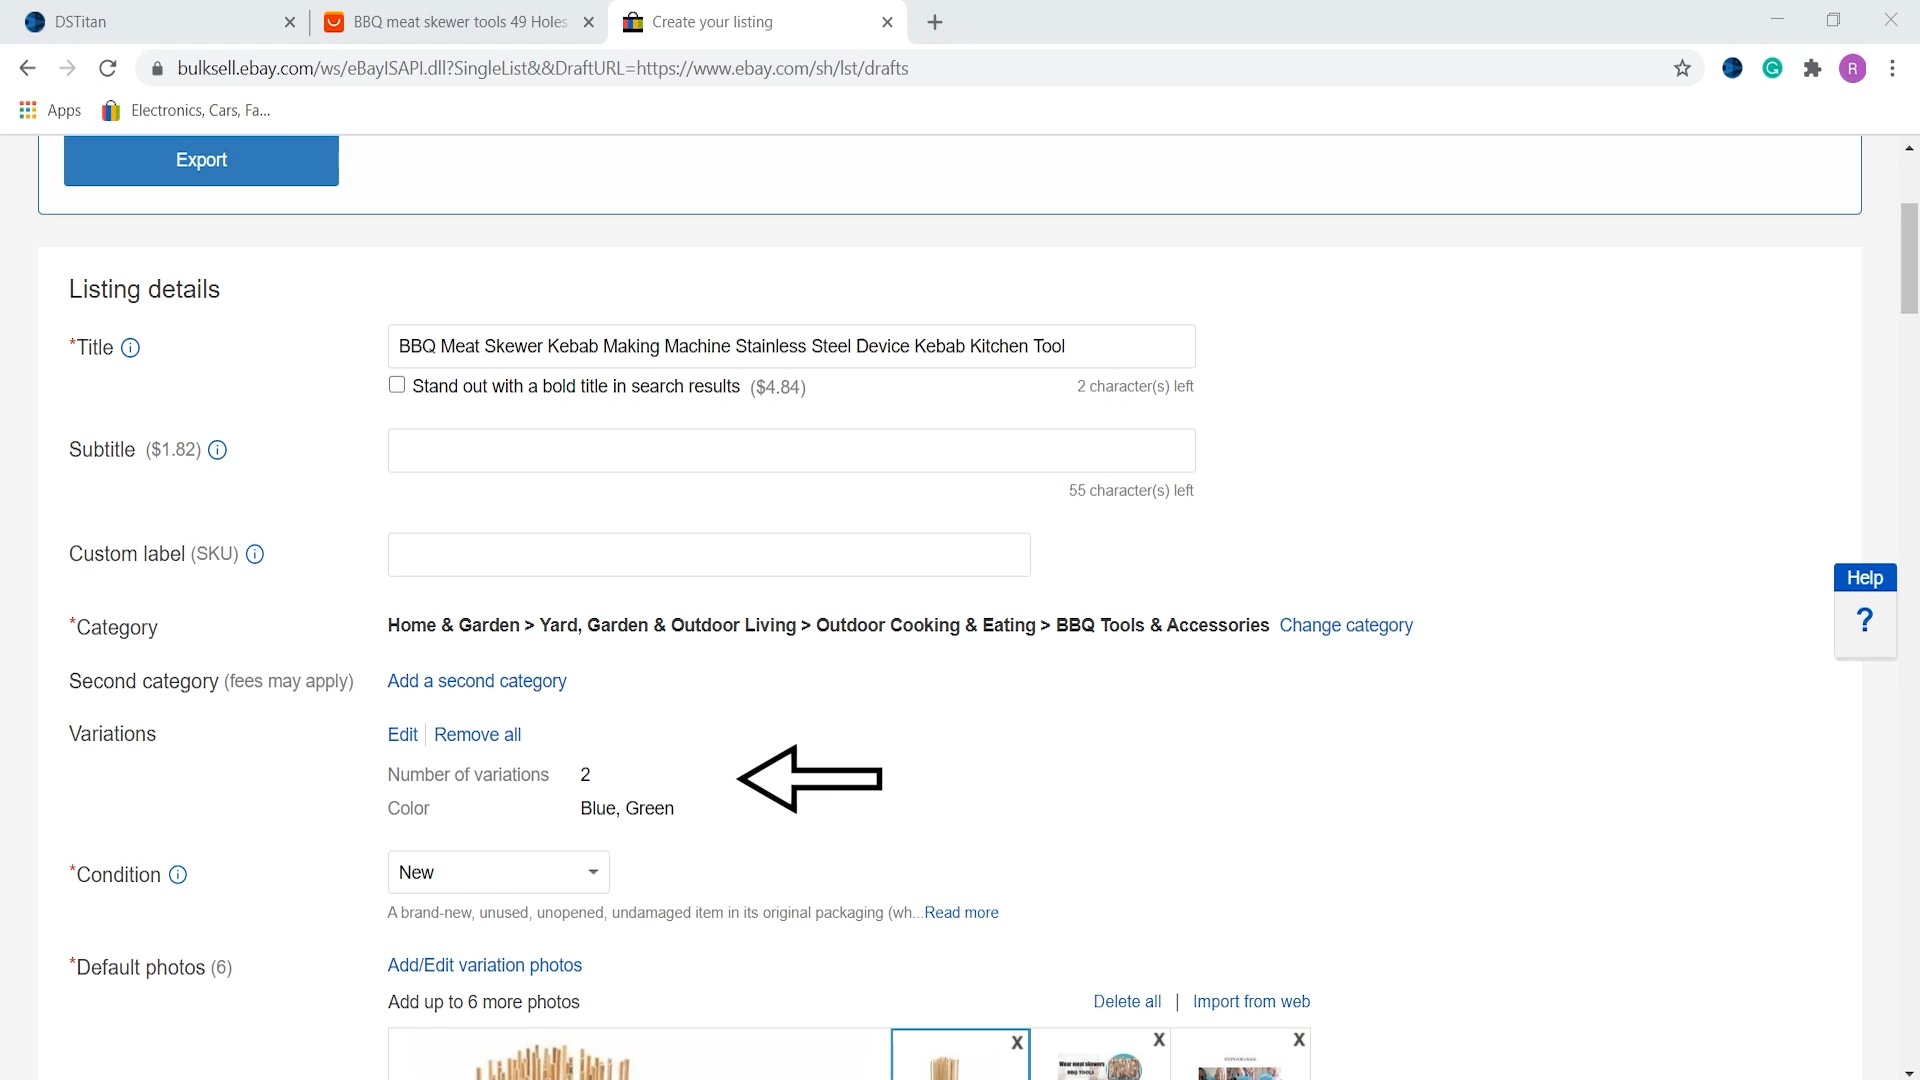 DSTitan
BBQ meat skewer tools 49 Holes
Create your listing
bulksell.ebay.com/ws/eBayISAPI.dll?SingleList&&DraftURL=https://www.ebay.com/sh/lst/drafts
G
R
Apps
Electronics, Cars, Fa...
Export
Listing details
*Title
BBQ Meat Skewer Kebab Making Machine Stainless Steel Device Kebab Kitchen Tool
Stand out with a bold title in search results ($4.84)
2 character(s) left
Subtitle ($1.82)
55 character(s) left
Custom label (SKU)
Help
?
*Category
Home & Garden > Yard, Garden & Outdoor Living > Outdoor Cooking & Eating > BBQ Tools & Accessories Change category
Second category (fees may apply)
Add a second category
Variations
Edit | Remove all
Number of variations 2
Color Blue, Green
*Condition
New
A brand-new, unused, unopened, undamaged item in its original packaging (wh...Read more
*Default photos (6)
Add/Edit variation photos
Add up to 6 more photos
Delete all | Import from web
X
X
X
Wear meat skewers
BBQ TOOLS